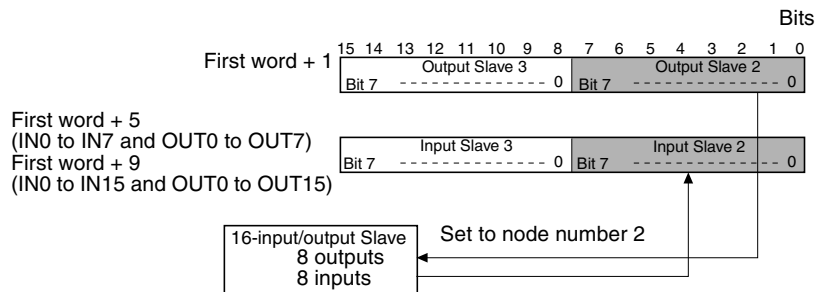 Bits
15 14 13 12 11 10 9 8 7 6 5 4 3 2 1 0
First word + 1
Output Slave 3 Output Slave 2
Bit 7 - - - - - - - - - - - - - - - 0 Bit 7 - - - - - - - - - - - - - - - 0
First word + 5
(IN0 to IN7 and OUT0 to OUT7)
First word + 9
(IN0 to IN15 and OUT0 to OUT15)
Input Slave 3 Input Slave 2
Bit 7 - - - - - - - - - - - - - - - 0 Bit 7 - - - - - - - - - - - - - - - 0
16-input/output Slave
8 outputs
8 inputs
Set to node number 2